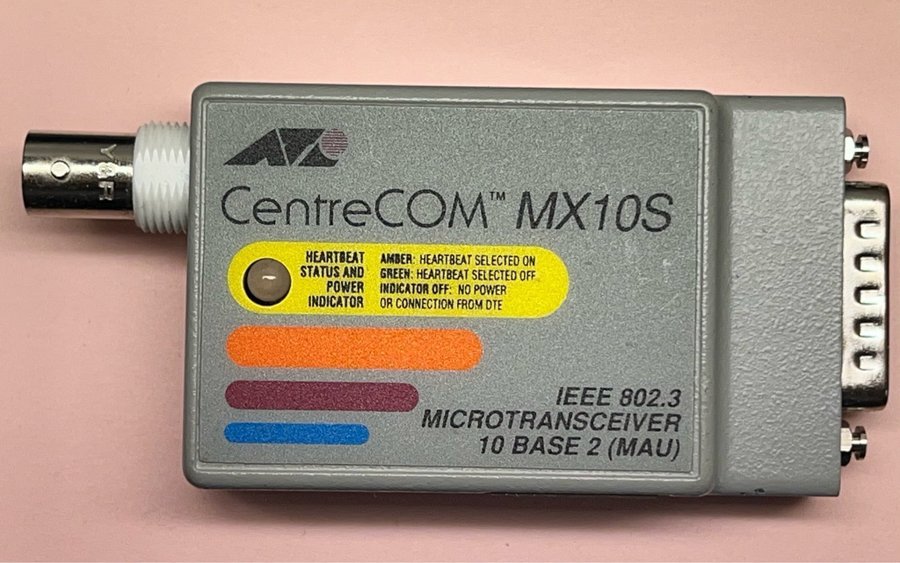 CentreCOM™ MX10S
HEARTBEAT
STATUS AND
POWER
INDICATOR
AMBER: HEARTBEAT SELECTED ON
GREEN: HEARTBEAT SELECTED OFF
INDICATOR OFF: NO POWER
OR CONNECTION FROM DTE
IEEE 802.3
MICROTRANSCEIVER
10 BASE 2 (MAU)